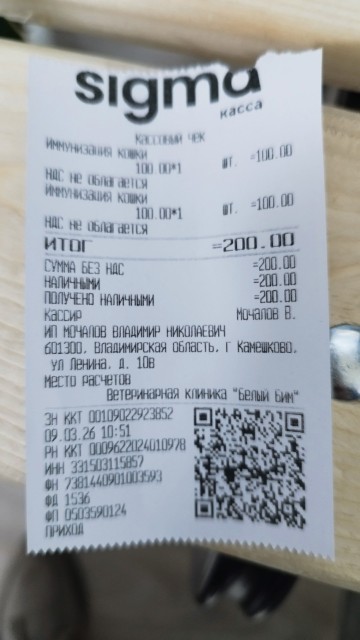 sigma
касса
Кассовый чек
Иммунизация кошки
100.00*1 шт. =100.00
НДС не облагается
Иммунизация кошки
100.00*1 шт. =100.00
НДС не облагается
ИТОГ =200.00
СУММА БЕЗ НДС =200.00
НАЛИЧНЫМИ =200.00
ПОЛУЧЕНО НАЛИЧНЫМИ =200.00
Кассир Мочалов В.
ИП МОЧАЛОВ ВЛАДИМИР НИКОЛАЕВИЧ
601300, Владимирская область, г Камешково,
ул Ленина, д. 10в
Место расчетов
Ветеринарная клиника "Белый Бим"
ЗН ККТ 00109022923852
09.03.26 10:51
РН ККТ 0009622024010978
ИНН 331503115857
ФН 7381440901003593
ФД 1536
ФП 0503590124
ПРИХОД